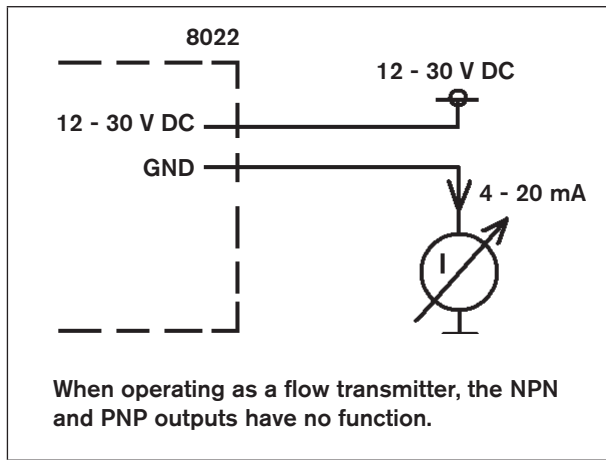 8022
12 - 30 V DC
12 - 30 V DC
GND
4 - 20 mA
I
When operating as a flow transmitter, the NPN
and PNP outputs have no function.